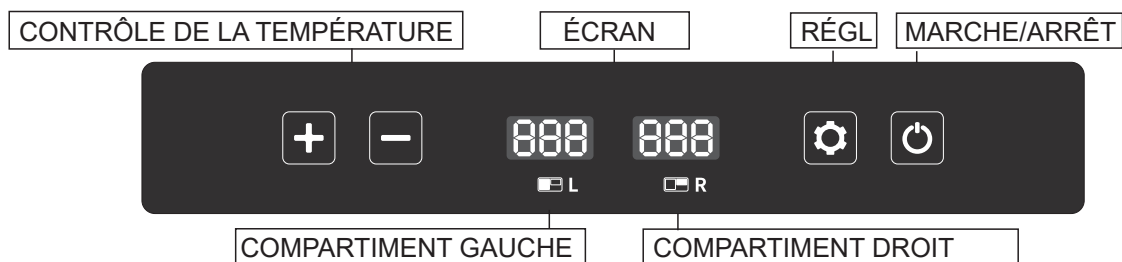 CONTRÔLE DE LA TEMPÉRATURE
ÉCRAN
RÉGL
MARCHE/ARRÊT
888
888
L
R
COMPARTIMENT GAUCHE
COMPARTIMENT DROIT